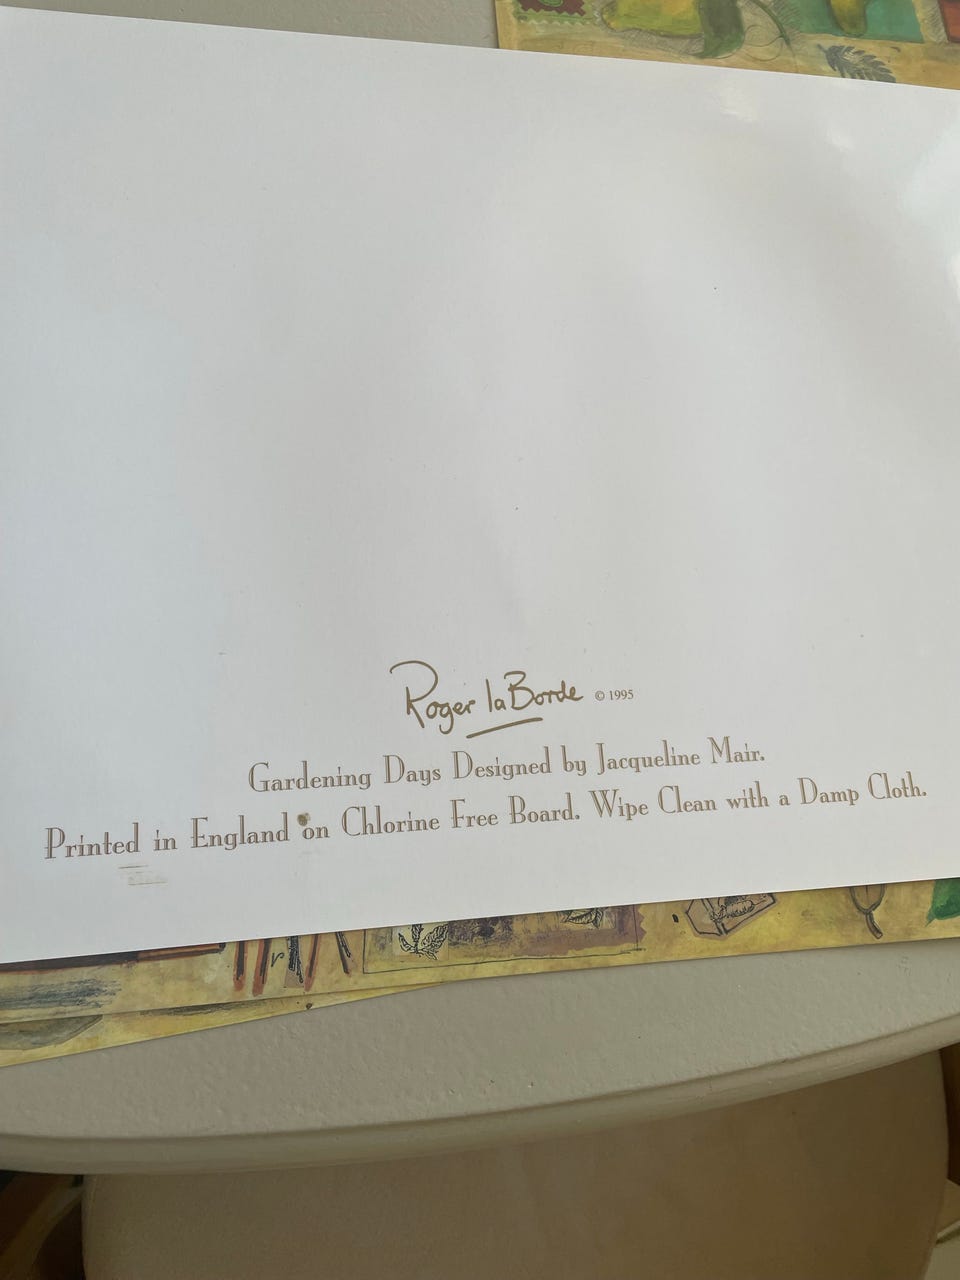 Roger la Borde © 1995
Gardening Days Designed by Jacqueline Mair.
Printed in England on Chlorine Free Board. Wipe Clean with a Damp Cloth.